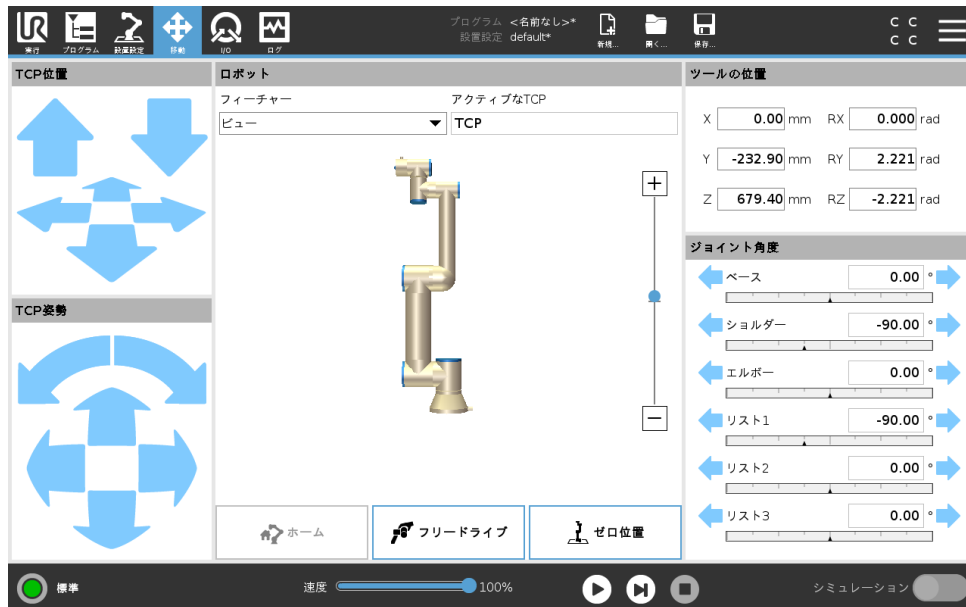 プログラム <名前なし>*
設置設定 default*
実行 プログラム 設置設定 移動 I/O ログ 新規... 開く... 保存...
C C
C C
TCP位置
ロボット
フィーチャー アクティブなTCP
ビュー TCP
ツールの位置
X 0.00 mm RX 0.000 rad
Y -232.90 mm RY 2.221 rad
Z 679.40 mm RZ -2.221 rad
ジョイント角度
ベース 0.00 °
ショルダー -90.00 °
エルボー 0.00 °
リスト1 -90.00 °
リスト2 0.00 °
リスト3 0.00 °
TCP姿勢
ホーム フリードライブ ゼロ位置
標準 速度 100% シミュレーション